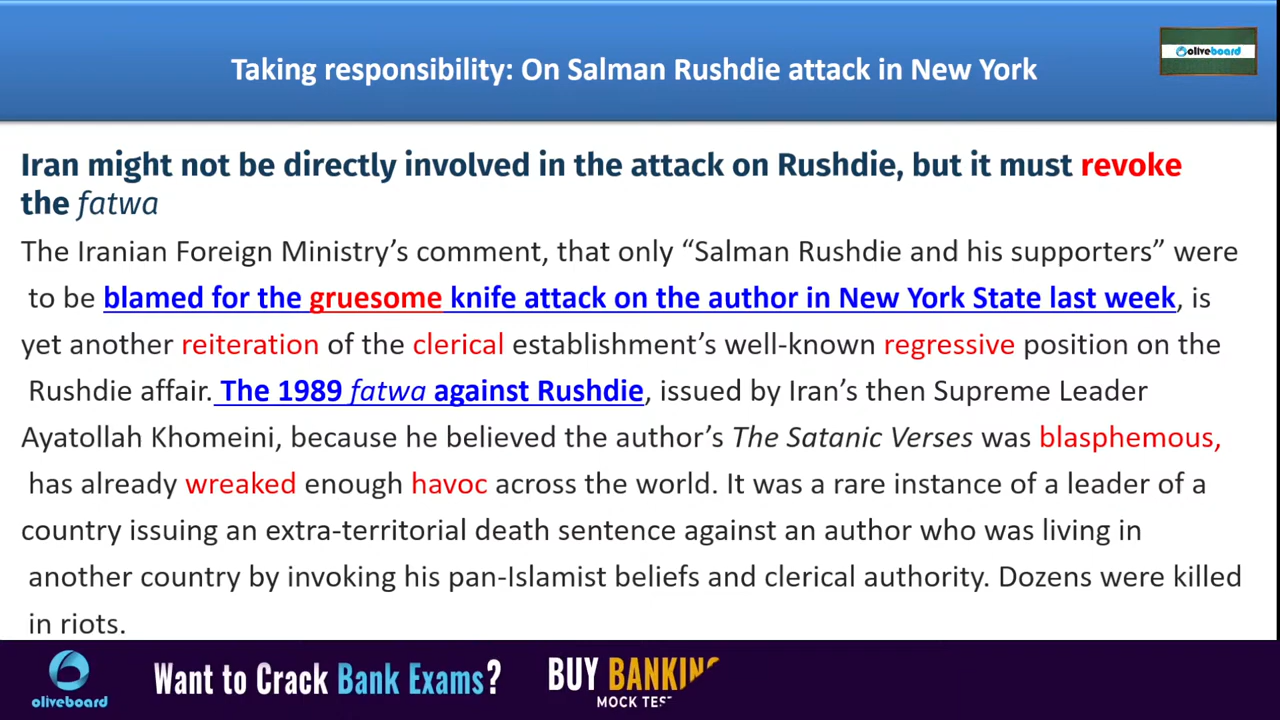 Taking responsibility: On Salman Rushdie attack in New York
oliveboard
Iran might not be directly involved in the attack on Rushdie, but it must revoke
the fatwa
The Iranian Foreign Ministry’s comment, that only “Salman Rushdie and his supporters” were
to be blamed for the gruesome knife attack on the author in New York State last week, is
yet another reiteration of the clerical establishment’s well-known regressive position on the
Rushdie affair. The 1989 fatwa against Rushdie, issued by Iran’s then Supreme Leader
Ayatollah Khomeini, because he believed the author’s The Satanic Verses was blasphemous,
has already wreaked enough havoc across the world. It was a rare instance of a leader of a
country issuing an extra-territorial death sentence against an author who was living in
another country by invoking his pan-Islamist beliefs and clerical authority. Dozens were killed
in riots.
oliveboard
Want to Crack Bank Exams?
BUY BANKING
MOCK TES